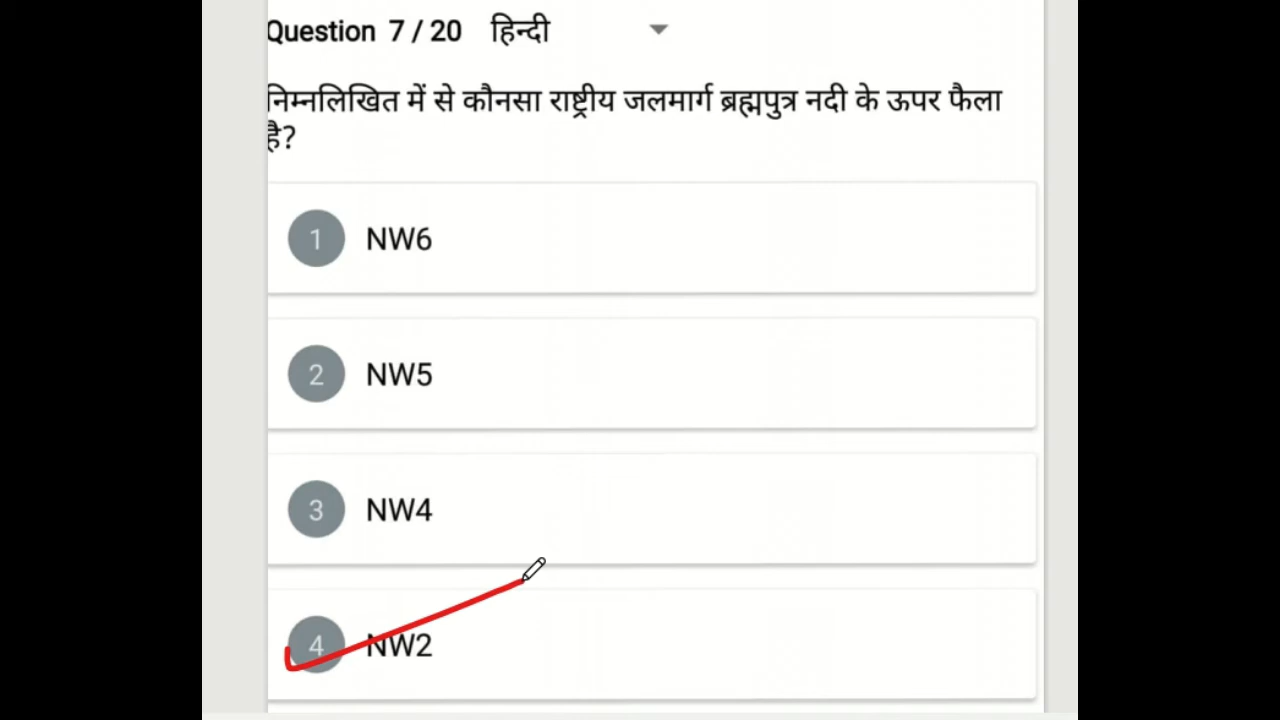 Question 7 / 20 हिन्दी
निम्नलिखित में से कौनसा राष्ट्रीय जलमार्ग ब्रह्मपुत्र नदी के ऊपर फैला
है?
1 NW6
2 NW5
3 NW4
4 NW2